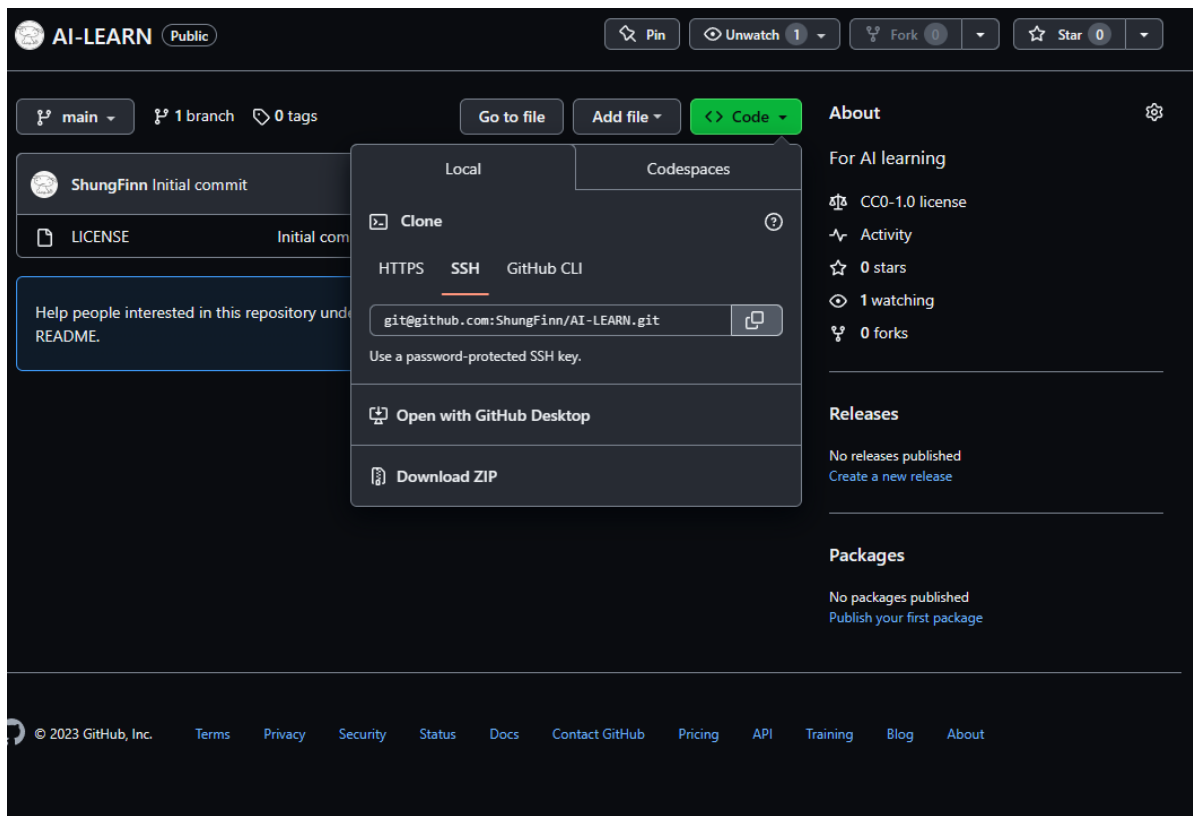 AI-LEARN Public
Pin
Unwatch 1
Fork 0
Star 0
main
1 branch
0 tags
Go to file
Add file
Code
ShungFinn Initial commit
LICENSE
Initial com
Help people interested in this repository unde
README.
Local
Codespaces
Clone
HTTPS
SSH
GitHub CLI
git@github.com:ShungFinn/AI-LEARN.git
Use a password-protected SSH key.
Open with GitHub Desktop
Download ZIP
About
For AI learning
CC0-1.0 license
Activity
0 stars
1 watching
0 forks
Releases
No releases published
Create a new release
Packages
No packages published
Publish your first package
© 2023 GitHub, Inc.
Terms
Privacy
Security
Status
Docs
Contact GitHub
Pricing
API
Training
Blog
About